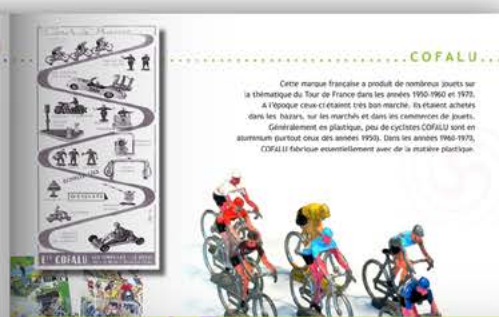 COFALU
Cette marque française a produit de nombreux jouets sur
la thématique du Tour de France dans les années 1950-1960 et 1970.
A l'époque ceux-ci étaient très bon marché. Ils étaient achetés
dans les bazars, sur les marchés et dans les commerces de jouets.
Généralement en plastique, peu de cyclistes COFALU sont en
aluminium (surtout ceux des années 1950). Dans les années 1960-1970,
COFALU fabrique essentiellement avec de la matière plastique.
Ets COFALU